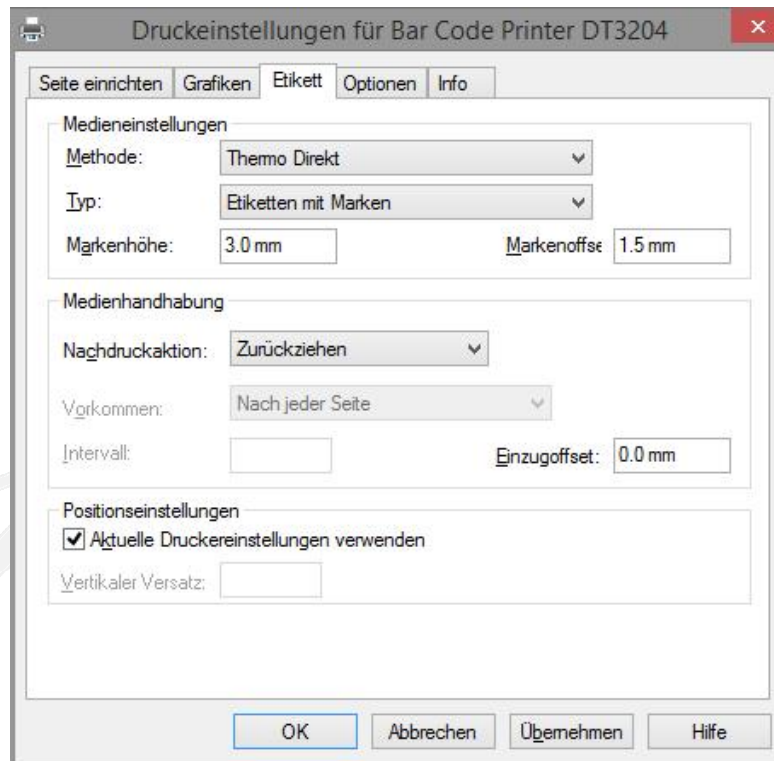 Druckeinstellungen für Bar Code Printer DT3204
Seite einrichten Grafiken Etikett Optionen Info
Medieneinstellungen
Methode: Thermo Direkt
Typ: Etiketten mit Marken
Markenhöhe: 3.0 mm Markenoffse 1.5 mm
Medienhandhabung
Nachdruckaktion: Zurückziehen
Vorkommen: Nach jeder Seite
Intervall: Einzugoffset: 0.0 mm
Positionseinstellungen
Aktuelle Druckereinstellungen verwenden
Vertikaler Versatz:
OK Abbrechen Übernehmen Hilfe